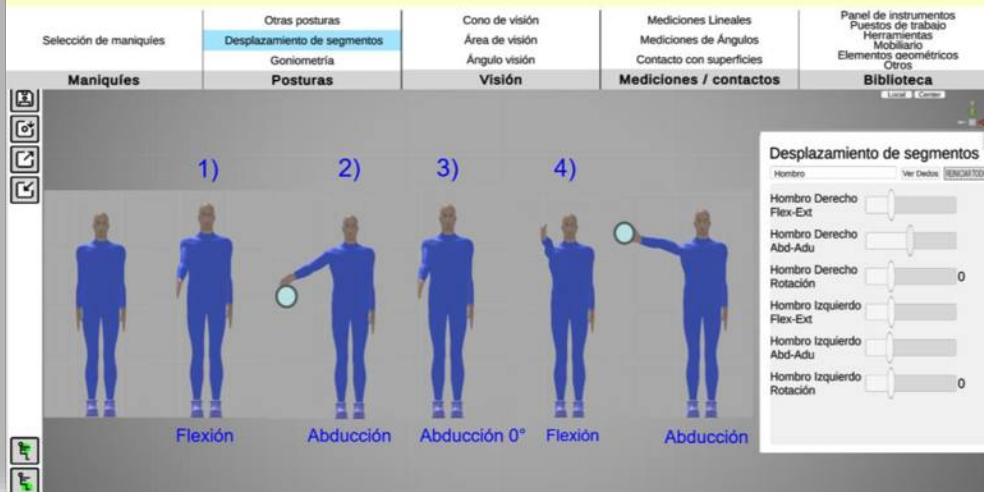 Selección de maniquíes
Otras posturas
Desplazamiento de segmentos
Goniometría
Cono de visión
Área de visión
Ángulo visión
Mediciones Lineales
Mediciones de Ángulos
Contacto con superficies
Panel de instrumentos
Puestos de trabajo
Herramientas
Mobiliario
Elementos geométricos
Otros
Maniquíes
Posturas
Visión
Mediciones / contactos
Biblioteca
Local
Center
1)
2)
3)
4)
Flexión
Abducción
Abducción 0°
Flexión
Abducción
Desplazamiento de segmentos
Hombro
Ver Dedos
REINICIAR TODO
Hombro Derecho
Flex-Ext
Hombro Derecho
Abd-Adu
Hombro Derecho
Rotación
0
Hombro Izquierdo
Flex-Ext
Hombro Izquierdo
Abd-Adu
Hombro Izquierdo
Rotación
0